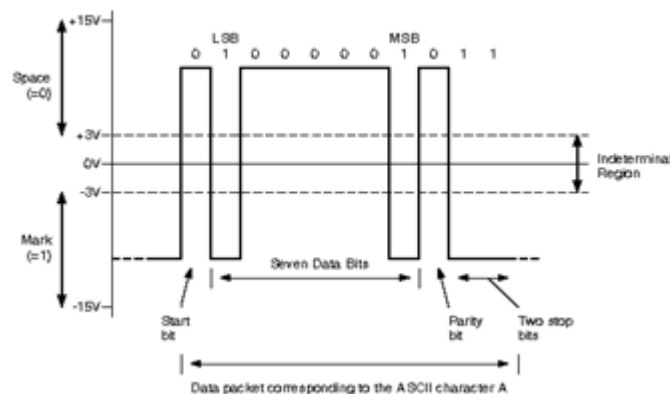 +15V
LSB MSB
0 1 0 0 0 0 0 1 0 1 1
Space
(=0)
+3V
0V
-3V
Indeterminat
Region
Mark
(=1)
Seven Data Bits
-15V
Start
bit
Parity
bit
Two stop
bits
Data packet corresponding to the ASCII character A